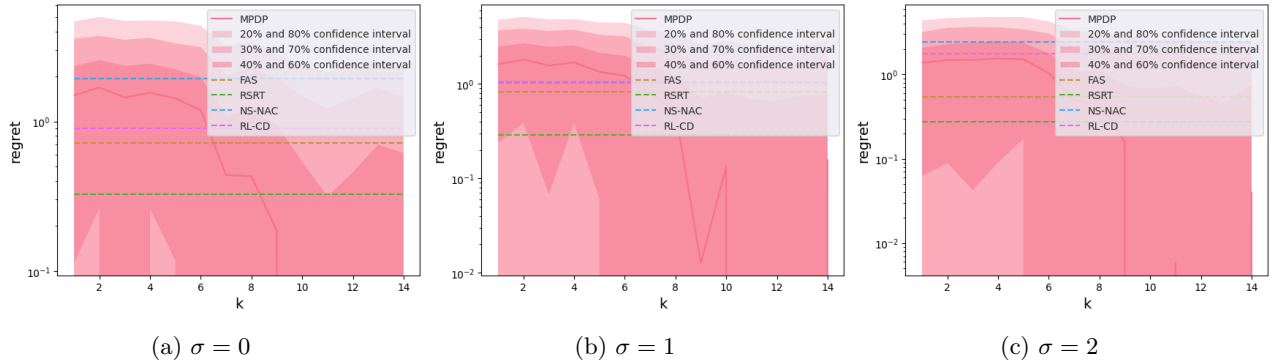 regret
10⁰
10⁻¹
MPDP
20% and 80% confidence interval
30% and 70% confidence interval
40% and 60% confidence interval
FAS
RSRT
NS-NAC
RL-CD
2 4 6 8 10 12 14
k
(a) σ = 0
regret
10⁰
10⁻¹
10⁻²
MPDP
20% and 80% confidence interval
30% and 70% confidence interval
40% and 60% confidence interval
FAS
RSRT
NS-NAC
RL-CD
2 4 6 8 10 12 14
k
(b) σ = 1
regret
10⁰
10⁻¹
10⁻²
MPDP
20% and 80% confidence interval
30% and 70% confidence interval
40% and 60% confidence interval
FAS
RSRT
NS-NAC
RL-CD
2 4 6 8 10 12 14
k
(c) σ = 2